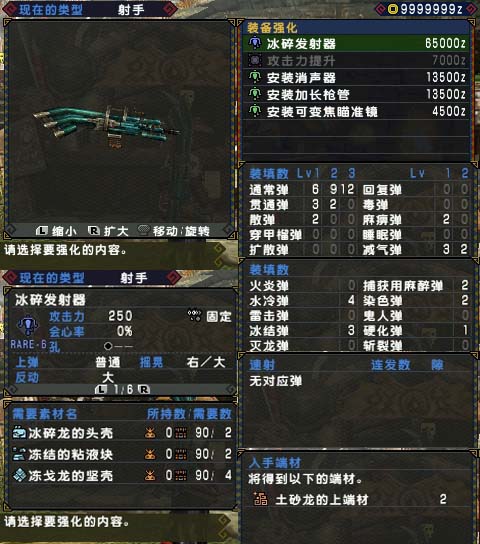 现在的类型 射手
9999999z
缩小 扩大 移动/旋转
请选择要强化的内容。
装备强化
冰碎发射器 65000z
攻击力提升 7000z
安装消声器 13500z
安装加长枪管 13500z
安装可变焦瞄准镜 4500z
装填数 Lv1 2 3 Lv 1 2
通常弹 6 9 12 回复弹 0 0
贯通弹 3 2 0 毒弹 0 0
散弹 2 0 0 麻痹弹 2 0
穿甲榴弹 0 0 0 睡眠弹 0 0
扩散弹 0 0 0 减气弹 3 2
现在的类型 射手
冰碎发射器
攻击力 250 固定
会心率 0%
RARE-6 孔 ●--
上弹 普通 摇晃 右/大
反动 大
L 1/6 R
装填数
火炎弹 0 捕获用麻醉弹 2
水冷弹 4 染色弹 2
雷击弹 0 鬼人弹 0
冰结弹 3 硬化弹 1
灭龙弹 0 斩裂弹 0
速射 连发数 隙
无对应弹
需要素材名 所持数/需要数
冰碎龙的头壳 0 90/ 2
冻结的粘液块 0 90/ 2
冻戈龙的坚壳 0 90/ 4
请选择要强化的内容。
入手端材
将得到以下的端材。
土砂龙的上端材 2